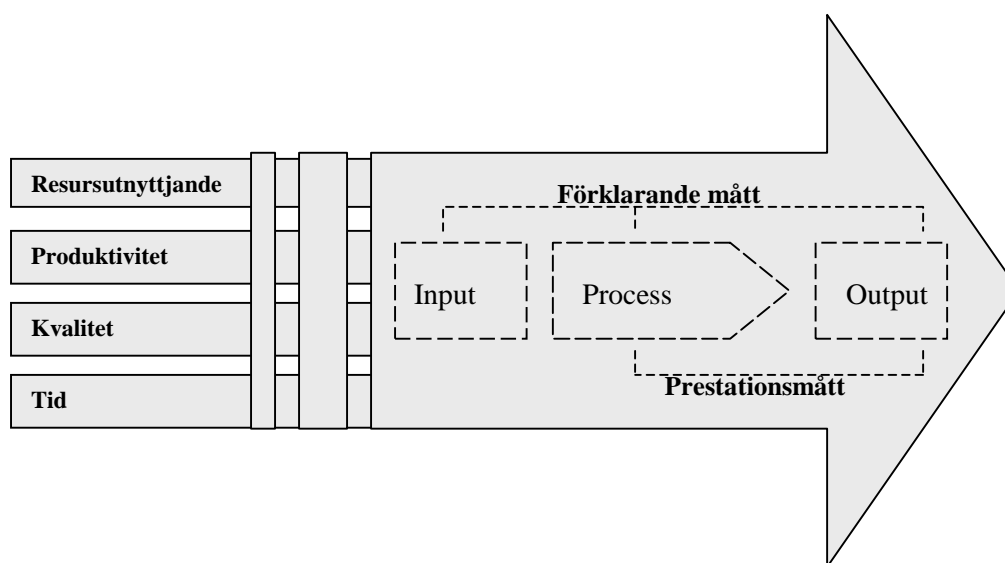 Resursutnyttjande
Produktivitet
Kvalitet
Tid
Förklarande mått
Input
Process
Output
Prestationsmått